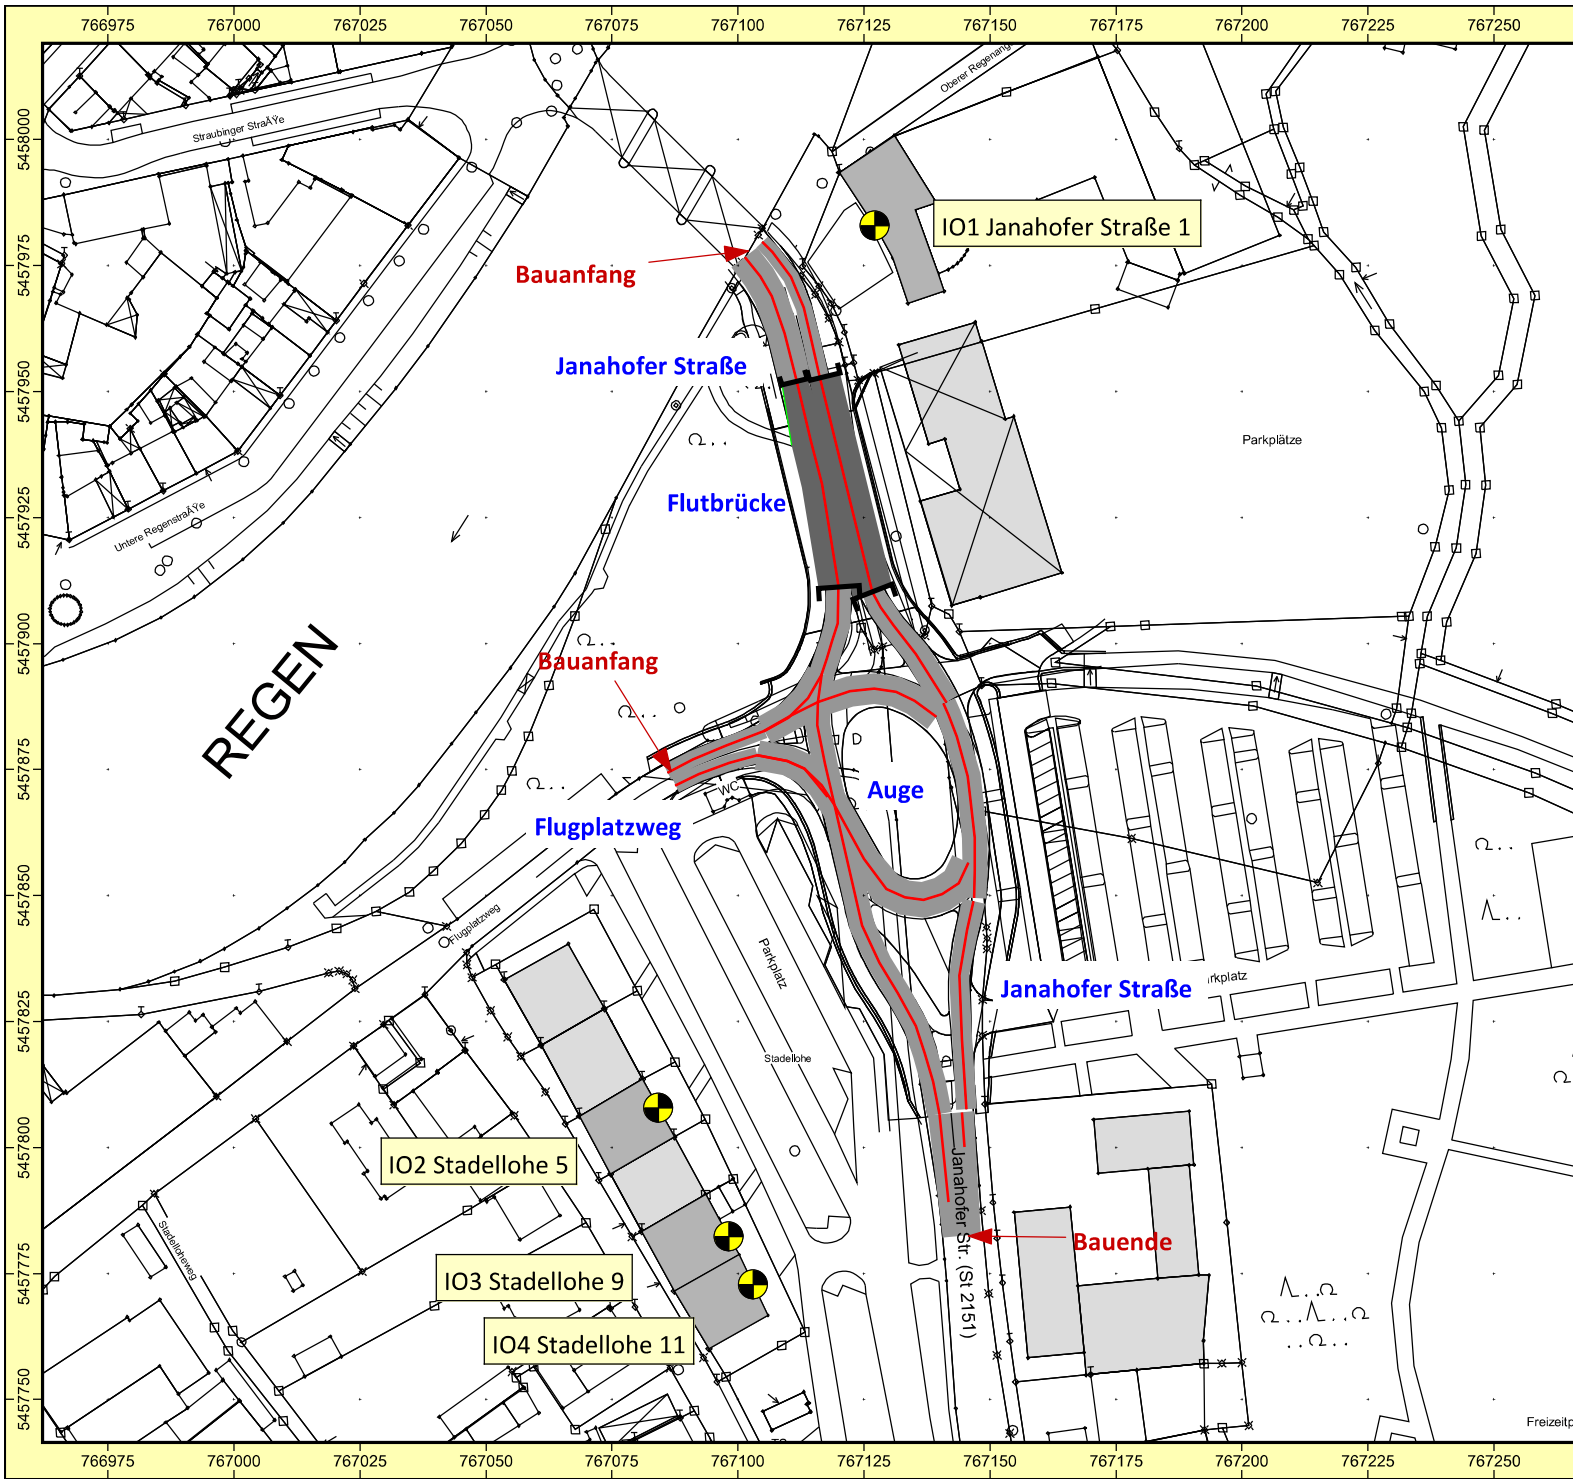 766975 767000 767025 767050 767075 767100 767125 767150 767175 767200 767225 767250
5458000
5457975
5457950
5457925
5457900
5457875
5457850
5457825
5457800
5457775
5457750
Oberer Regenang
Straubinger StraÃŸe
IO1 Janahofer Straße 1
Bauanfang
Janahofer Straße
Parkplätze
Flutbrücke
Untere RegenstraÃŸe
REGEN
Bauanfang
D
WC
Auge
Flugplatzweg
Flugplatzweg
Parkplatz
rkplatz
Janahofer Straße
Stadellohe
D
IO2 Stadellohe 5
Janahofer Str. (St 2151)
Stadelloheweg
Bauende
IO3 Stadellohe 9
IO4 Stadellohe 11
Freizeitp
766975 767000 767025 767050 767075 767100 767125 767150 767175 767200 767225 767250